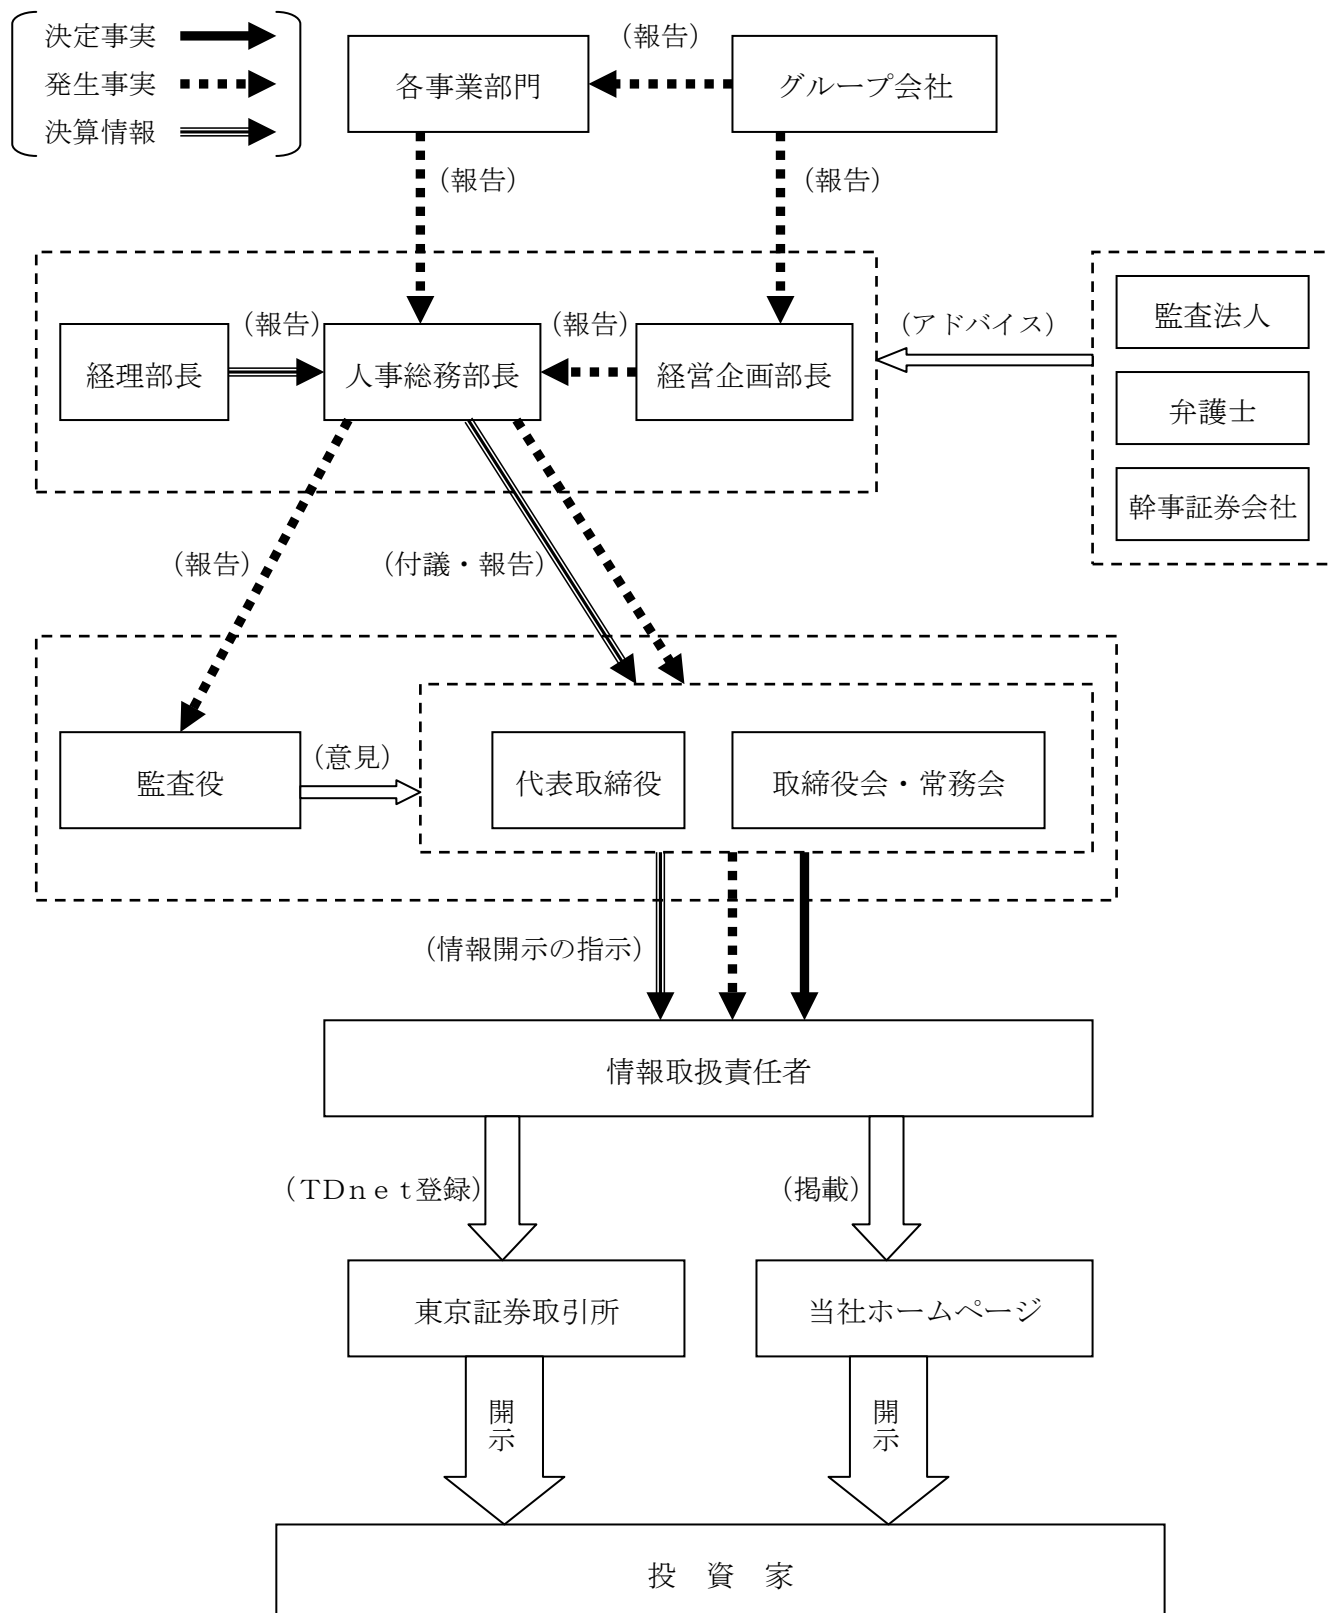 決定事実
発生事実
決算情報
(報告)
各事業部門
グループ会社
(報告)
(報告)
(報告)
(報告)
(アドバイス)
経理部長
人事総務部長
経営企画部長
監査法人
弁護士
幹事証券会社
(報告)
(付議・報告)
(意見)
監査役
代表取締役
取締役会・常務会
(情報開示の指示)
情報取扱責任者
(TDnet登録)
(掲載)
東京証券取引所
当社ホームページ
開示
開示
投 資 家